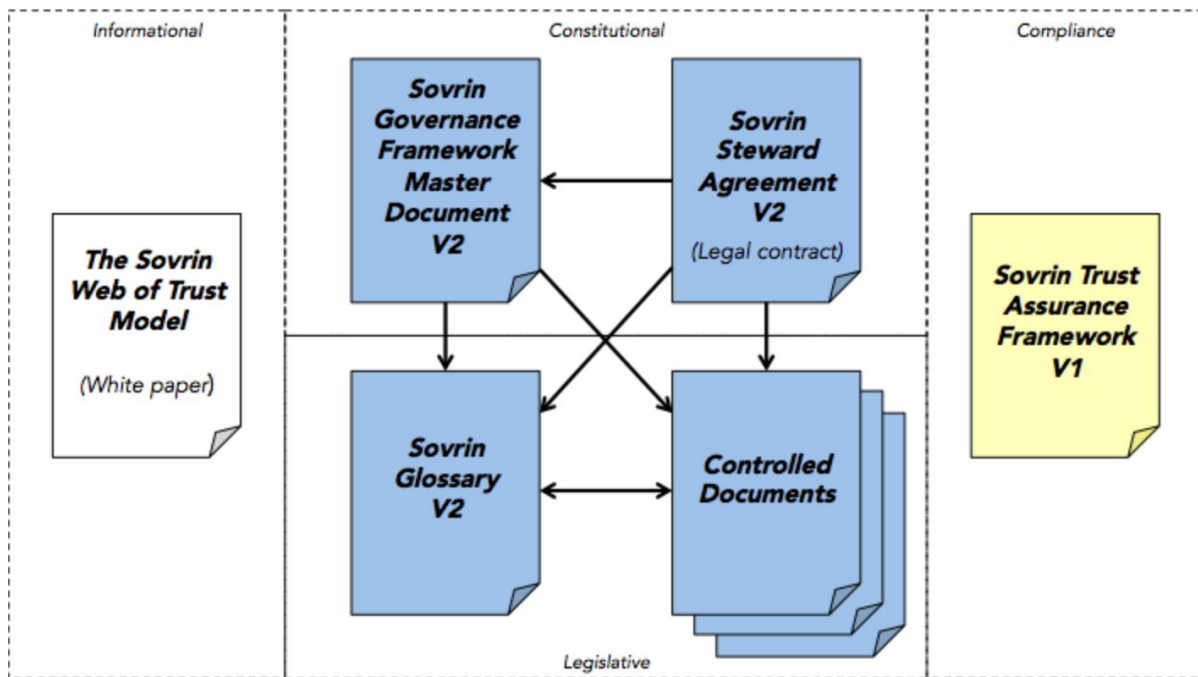 Informational
The Sovrin
Web of Trust
Model
(White paper)
Constitutional
Sovrin
Governance
Framework
Master
Document
V2
Sovrin
Steward
Agreement
V2
(Legal contract)
Sovrin
Glossary
V2
Controlled
Documents
Legislative
Compliance
Sovrin Trust
Assurance
Framework
V1